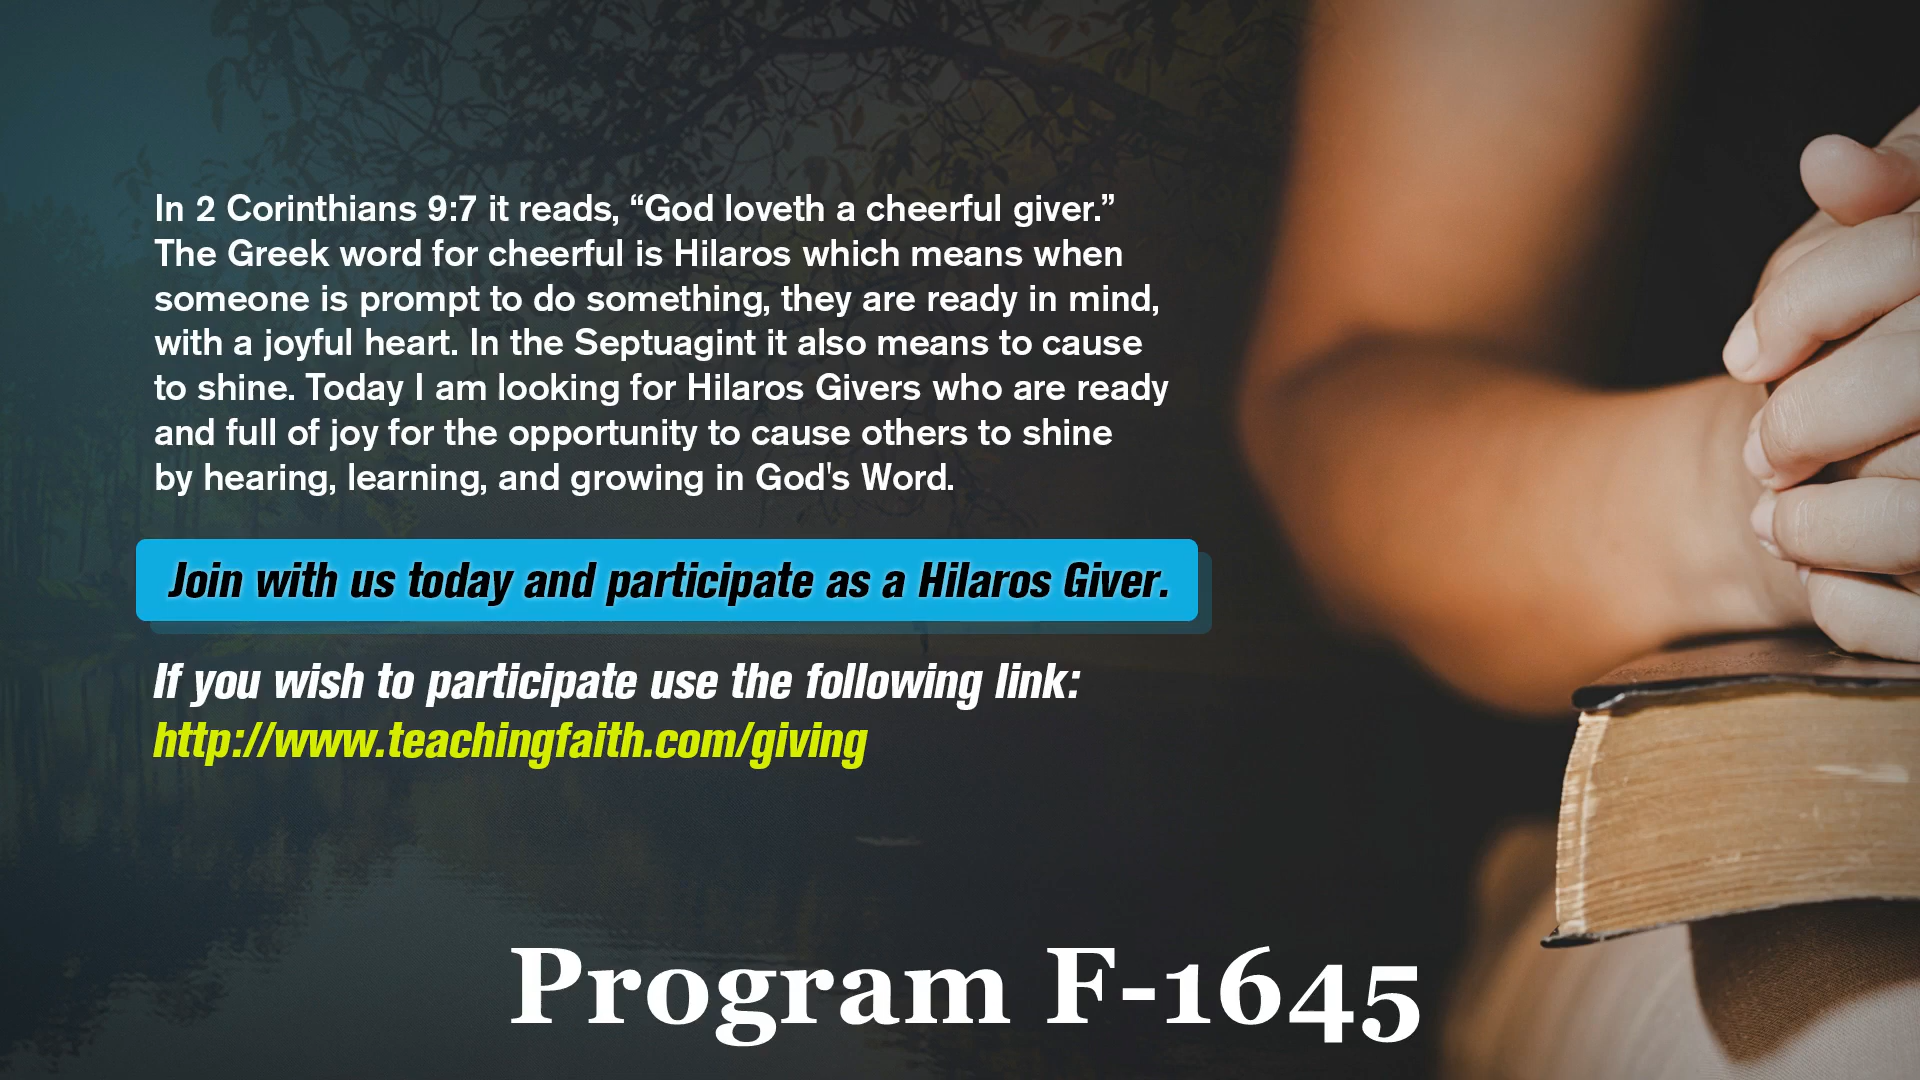 In 2 Corinthians 9:7 it reads, “God loveth a cheerful giver.”
The Greek word for cheerful is Hilaros which means when
someone is prompt to do something, they are ready in mind,
with a joyful heart. In the Septuagint it also means to cause
to shine. Today I am looking for Hilaros Givers who are ready
and full of joy for the opportunity to cause others to shine
by hearing, learning, and growing in God's Word.
Join with us today and participate as a Hilaros Giver.
If you wish to participate use the following link:
http://www.teachingfaith.com/giving
Program F-1645